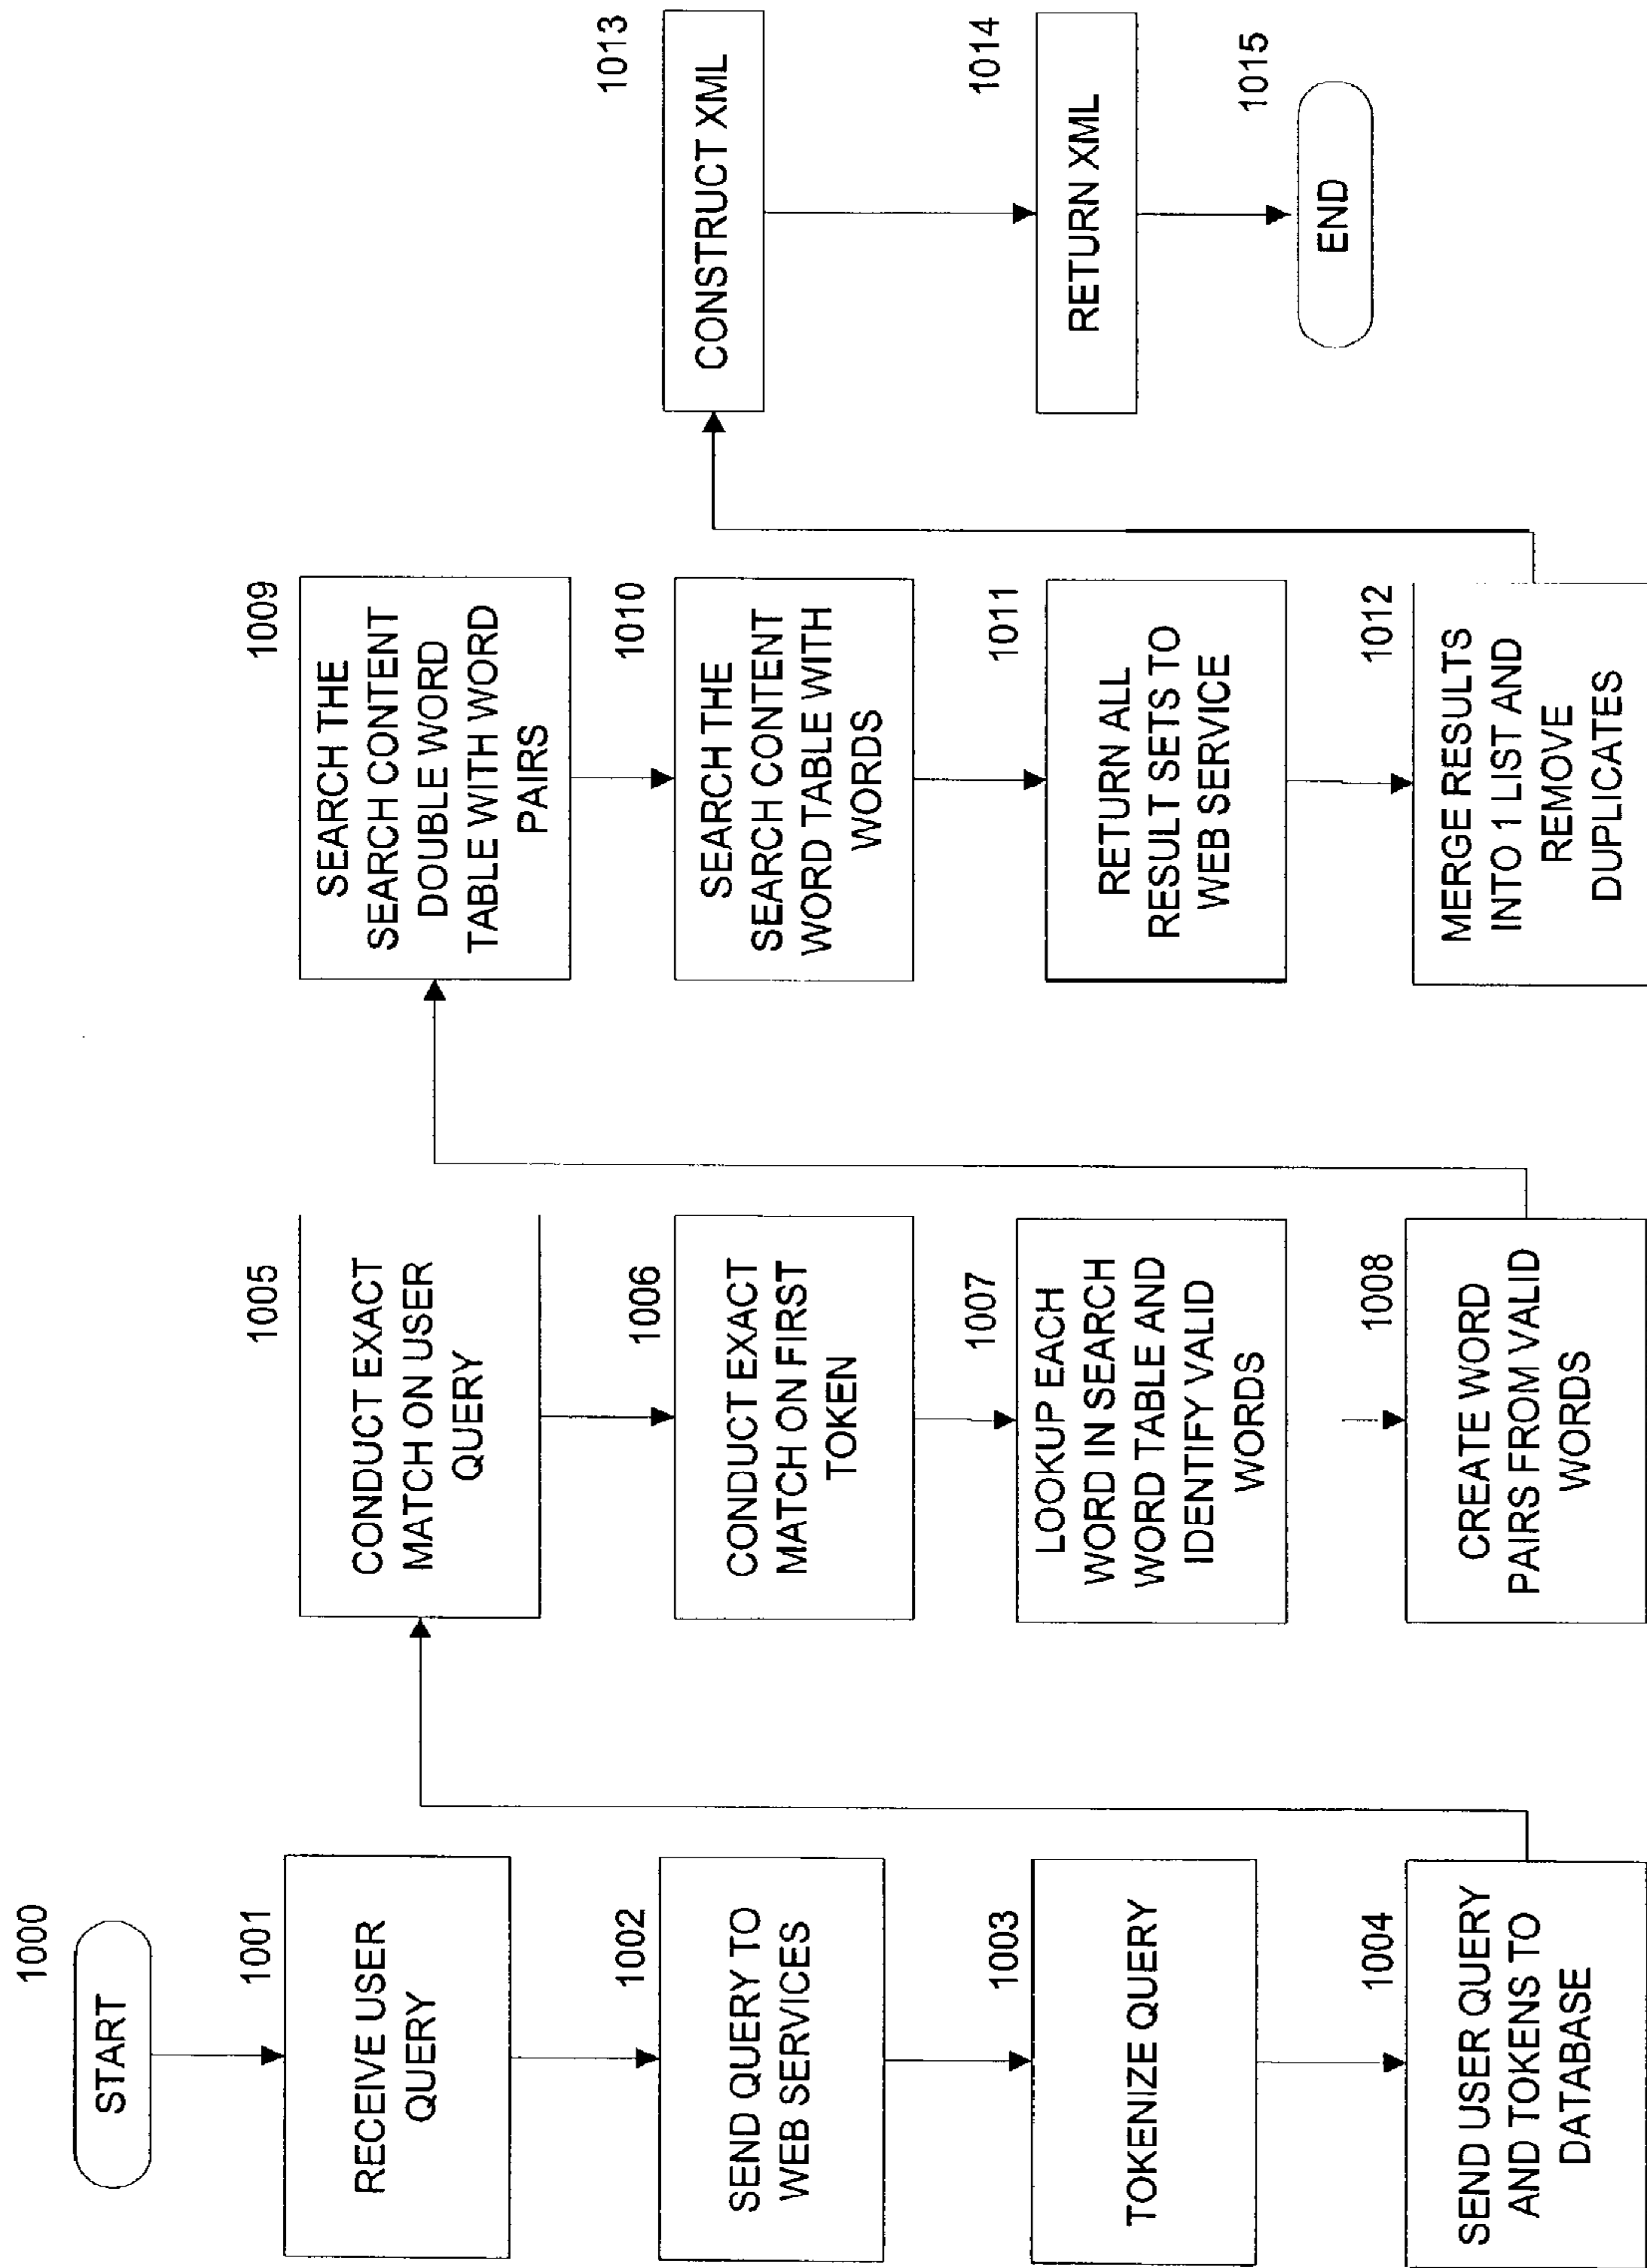 1000
START
1001
RECEIVE USER
QUERY
1002
SEND QUERY TO
WEB SERVICES
1003
TOKENIZE QUERY
1004
SEND USER QUERY
AND TOKENS TO
DATABASE
1005
CONDUCT EXACT
MATCH ON USER
QUERY
1006
CONDUCT EXACT
MATCH ON FIRST
TOKEN
1007
LOOKUP EACH
WORD IN SEARCH
WORD TABLE AND
IDENTIFY VALID
WORDS
1008
CREATE WORD
PAIRS FROM VALID
WORDS
1009
SEARCH THE
SEARCH CONTENT
DOUBLE WORD
TABLE WITH WORD
PAIRS
1010
SEARCH THE
SEARCH CONTENT
WORD TABLE WITH
WORDS
1011
RETURN ALL
RESULT SETS TO
WEB SERVICE
1012
MERGE RESULTS
INTO 1 LIST AND
REMOVE
DUPLICATES
1013
CONSTRUCT XML
1014
RETURN XML
1015
END